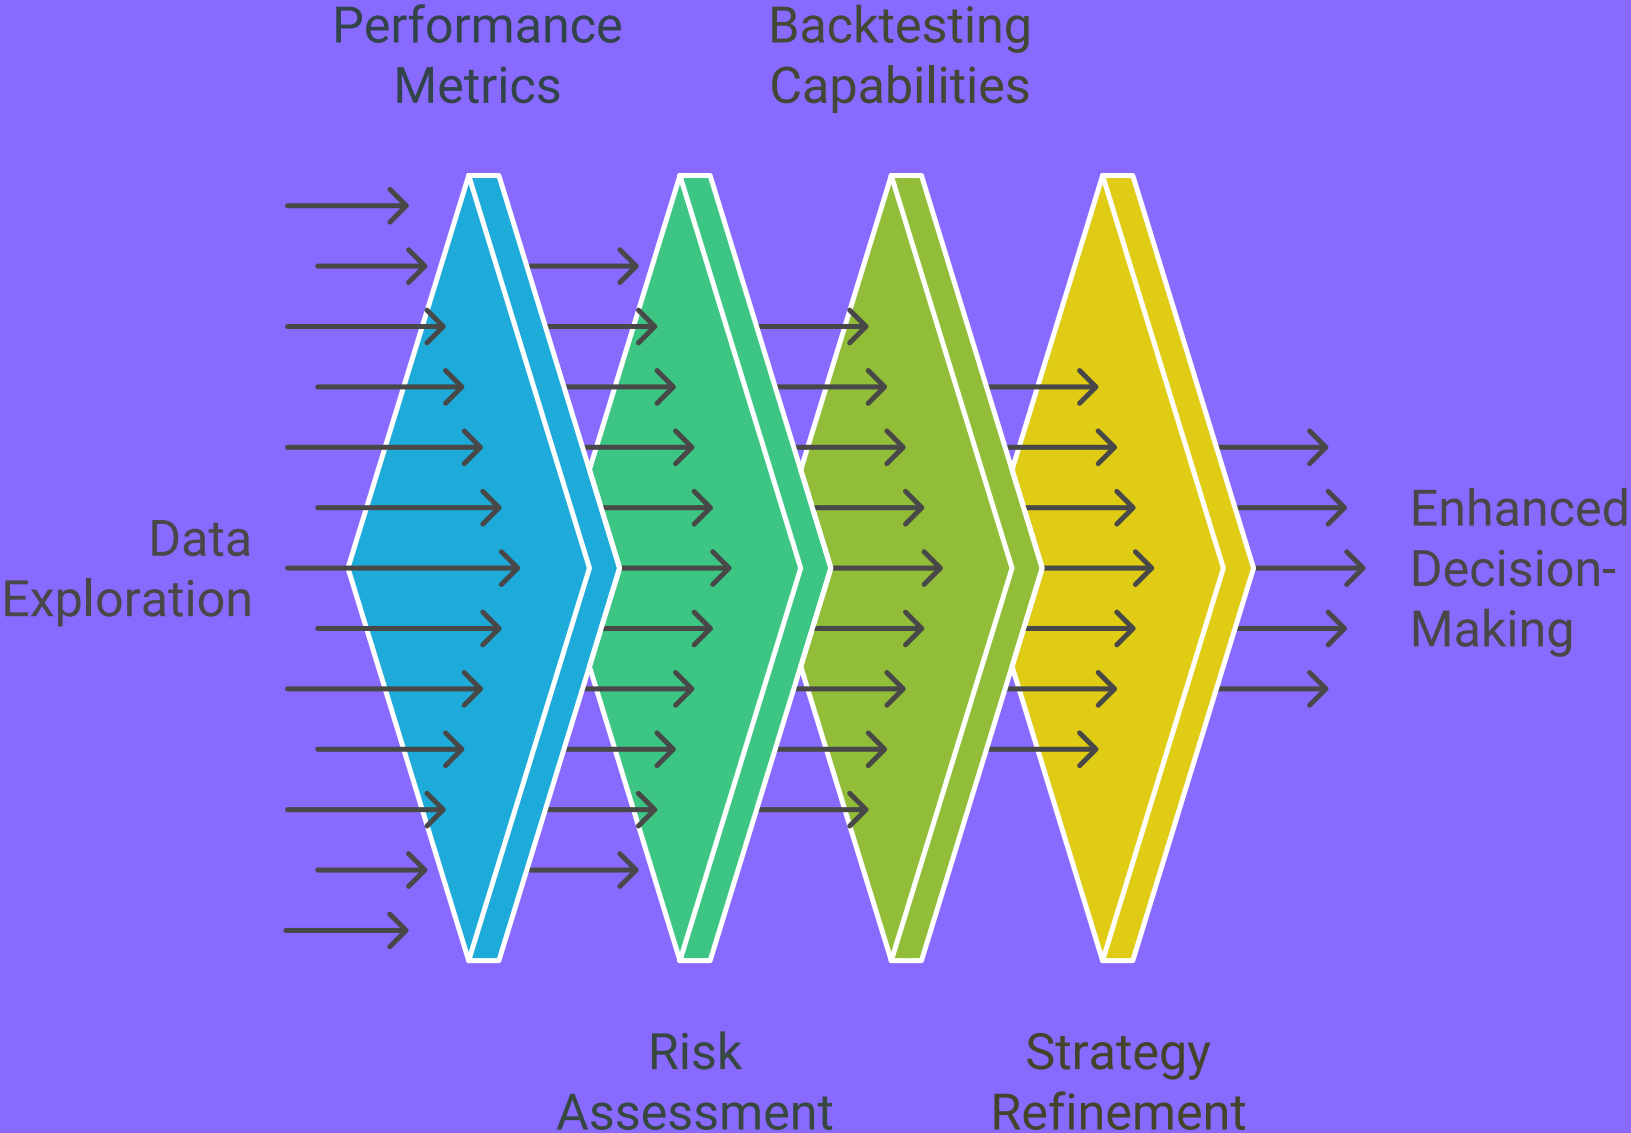 Performance
Metrics
Backtesting
Capabilities
Data
Exploration
Enhanced
Decision-
Making
Risk
Assessment
Strategy
Refinement